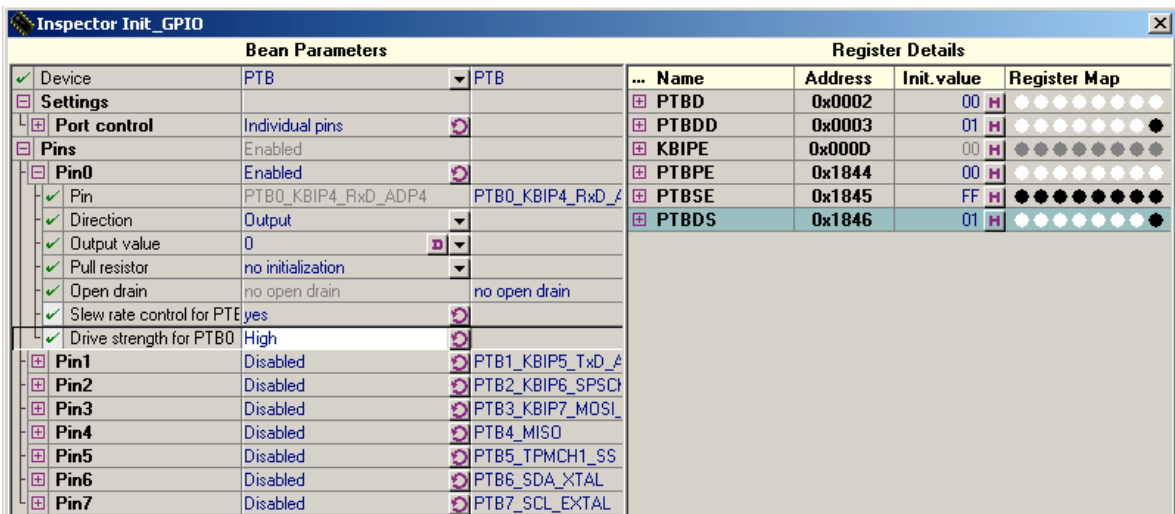 Inspector Init_GPIO
Bean Parameters
Register Details
Device PTB PTB
Settings
Port control Individual pins
Pins Enabled
Pin0 Enabled
Pin PTB0_KBIP4_RxD_ADP4 PTB0_KBIP4_RxD_A
Direction Output
Output value 0 D
Pull resistor no initialization
Open drain no open drain no open drain
Slew rate control for PTE yes
Drive strength for PTB0 High
Pin1 Disabled PTB1_KBIP5_TxD_A
Pin2 Disabled PTB2_KBIP6_SPSCK
Pin3 Disabled PTB3_KBIP7_MOSI_
Pin4 Disabled PTB4_MISO
Pin5 Disabled PTB5_TPMCH1_SS
Pin6 Disabled PTB6_SDA_XTAL
Pin7 Disabled PTB7_SCL_EXTAL
... Name Address Init.value Register Map
PTBD 0x0002 00 H
PTBDD 0x0003 01 H
KBIPE 0x000D 00 H
PTBPE 0x1844 00 H
PTBSE 0x1845 FF H
PTBDS 0x1846 01 H